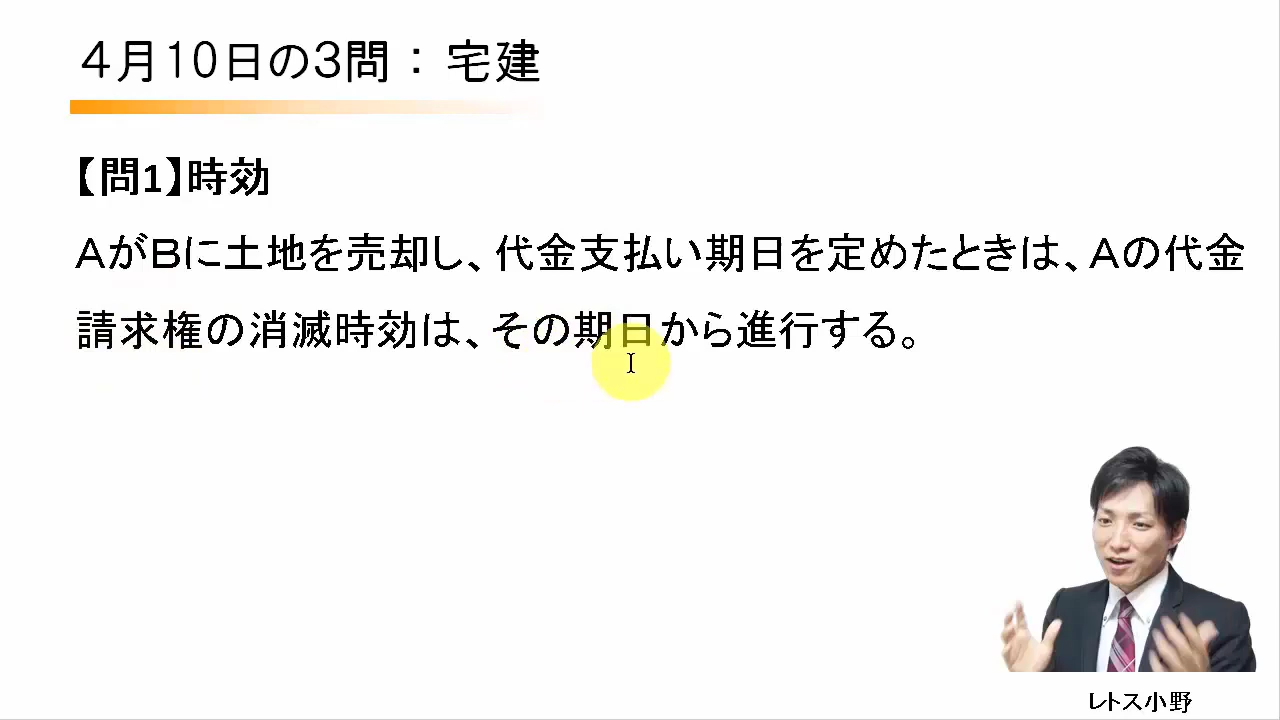 ４月10日の3問：宅建
【問1】時効
ＡがＢに土地を売却し、代金支払い期日を定めたときは、Ａの代金
請求権の消滅時効は、その期日から進行する。
レトス小野